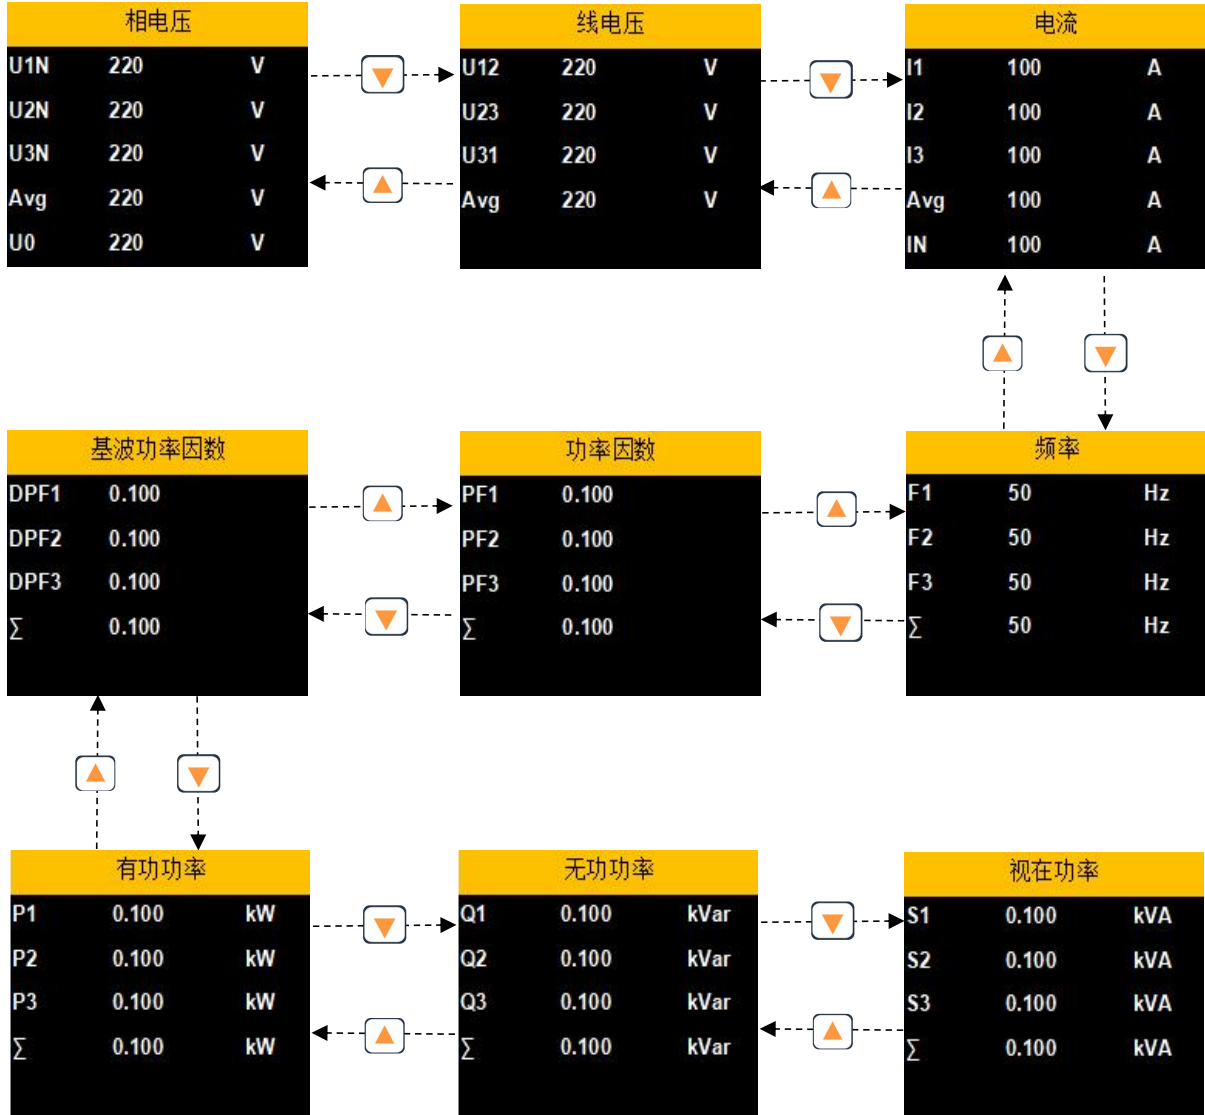 相电压
U1N 220 V
U2N 220 V
U3N 220 V
Avg 220 V
U0 220 V
线电压
U12 220 V
U23 220 V
U31 220 V
Avg 220 V
电流
I1 100 A
I2 100 A
I3 100 A
Avg 100 A
IN 100 A
基波功率因数
DPF1 0.100
DPF2 0.100
DPF3 0.100
∑ 0.100
功率因数
PF1 0.100
PF2 0.100
PF3 0.100
∑ 0.100
频率
F1 50 Hz
F2 50 Hz
F3 50 Hz
∑ 50 Hz
有功功率
P1 0.100 kW
P2 0.100 kW
P3 0.100 kW
∑ 0.100 kW
无功功率
Q1 0.100 kVar
Q2 0.100 kVar
Q3 0.100 kVar
∑ 0.100 kVar
视在功率
S1 0.100 kVA
S2 0.100 kVA
S3 0.100 kVA
∑ 0.100 kVA